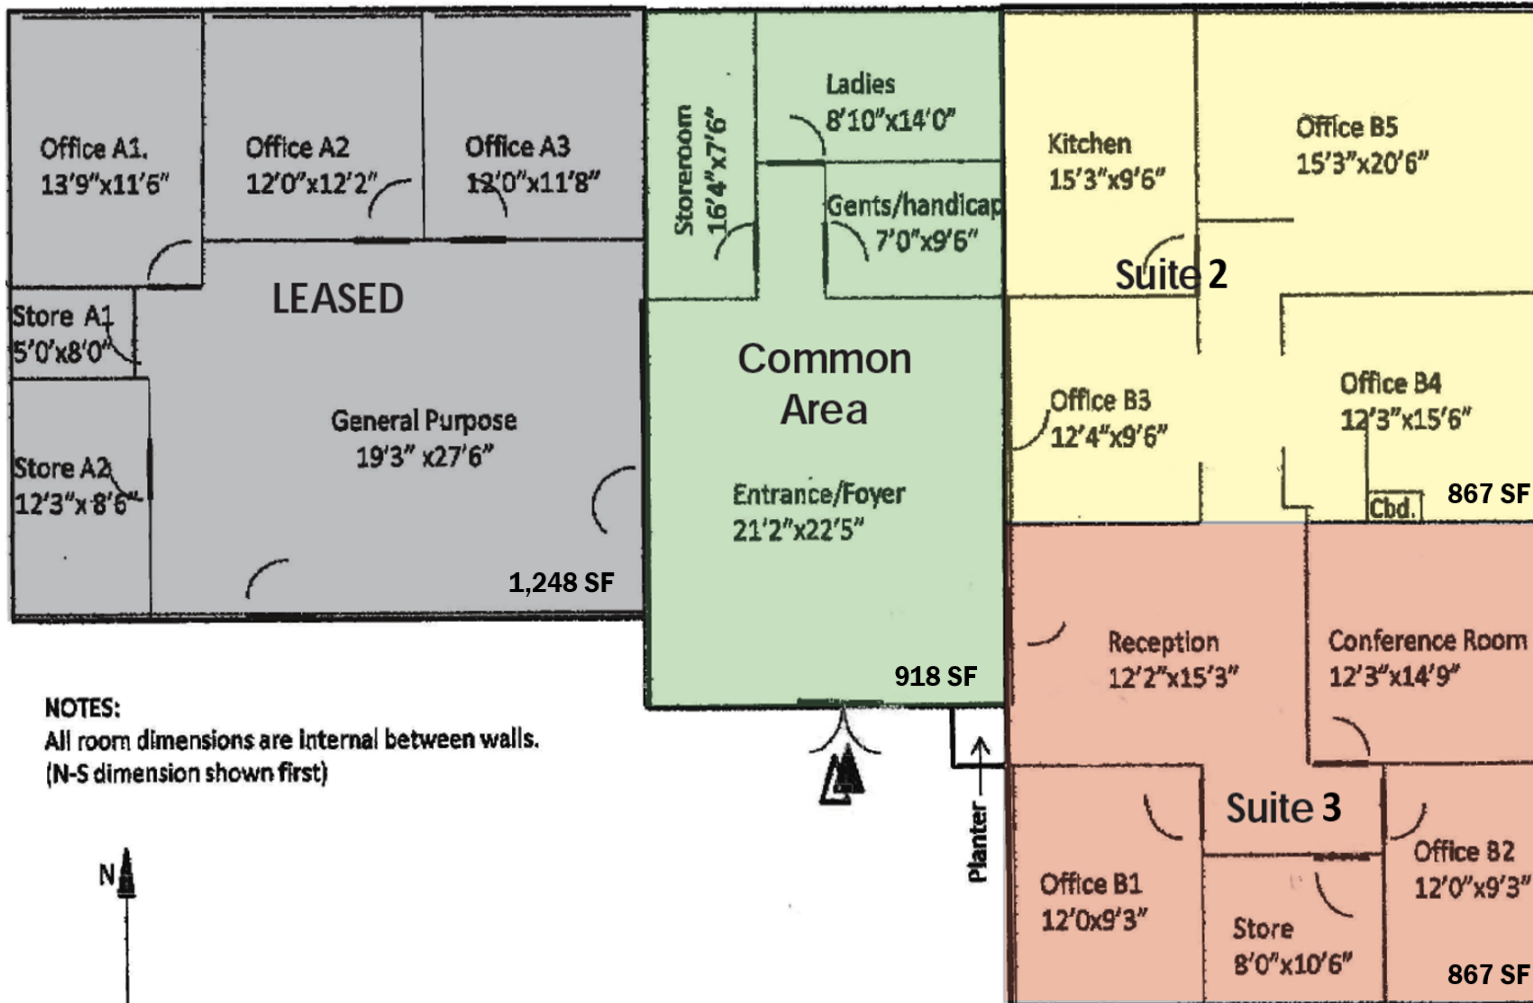 Office A1.
13'9"x11'6"
Office A2
12'0"x12'2"
Office A3
12'0"x11'8"
Store A1
5'0'x8'0"
LEASED
General Purpose
19'3" x27'6"
Store A2
12'3"x 8'6"
1,248 SF
Storeroom
16'4"x7'6"
Ladies
8'10"x14'0"
Gents/handicap
7'0"x9'6"
Common
Area
Entrance/Foyer
21'2"x22'5"
918 SF
Kitchen
15'3"x9'6"
Office B5
15'3"x20'6"
Suite 2
Office B3
12'4"x9'6"
Office B4
12'3"x15'6"
Cbd.
867 SF
Reception
12'2"x15'3"
Conference Room
12'3"x14'9"
Suite 3
Office B1
12'0x9'3"
Store
8'0"x10'6"
Office B2
12'0"x9'3"
867 SF
Planter
NOTES:
All room dimensions are internal between walls.
(N-S dimension shown first)
N